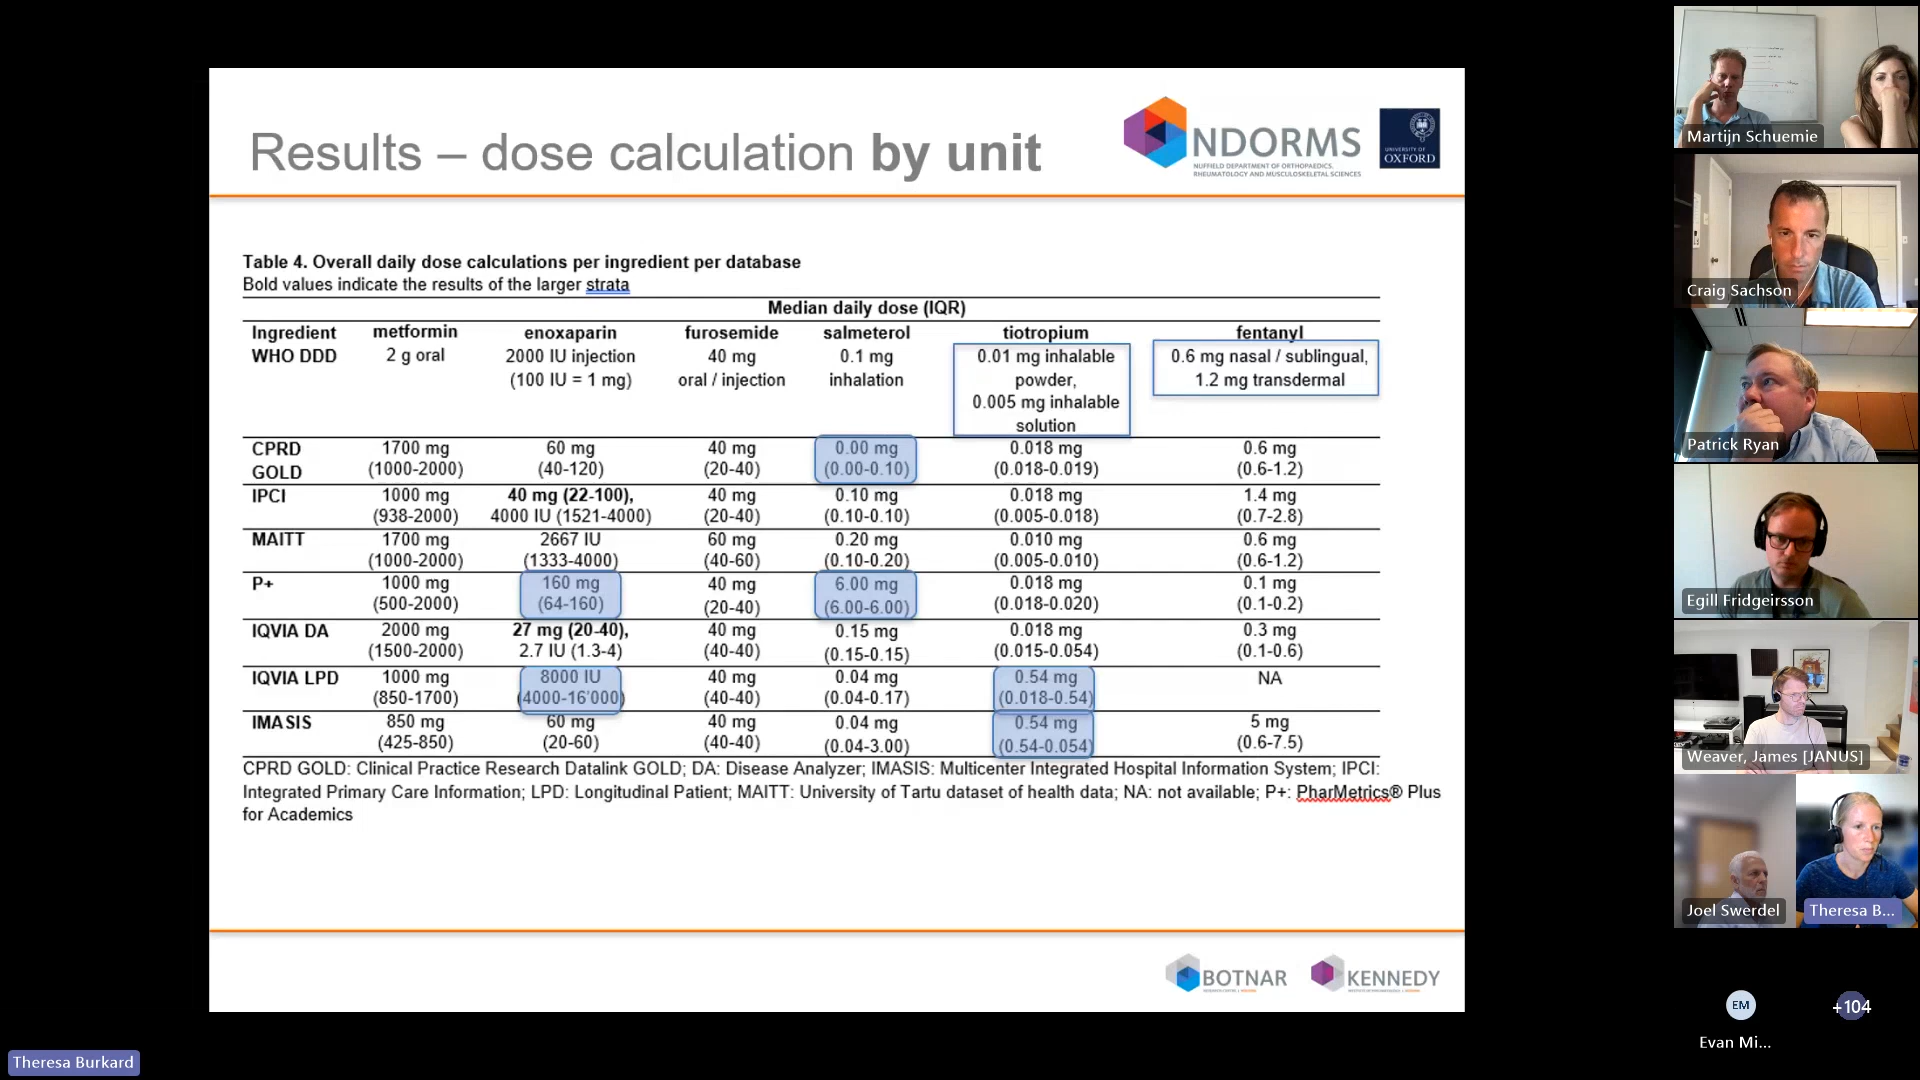 Results – dose calculation by unit
NDORMS
NUFFIELD DEPARTMENT OF ORTHOPAEDICS,
RHEUMATOLOGY AND MUSCULOSKELETAL SCIENCES
UNIVERSITY OF
OXFORD
Table 4. Overall daily dose calculations per ingredient per database
Bold values indicate the results of the larger strata
Median daily dose (IQR)
Ingredient metformin enoxaparin furosemide salmeterol tiotropium fentanyl
WHO DDD 2 g oral 2000 IU injection 40 mg 0.1 mg 0.01 mg inhalable 0.6 mg nasal / sublingual,
(100 IU = 1 mg) oral / injection inhalation powder, 1.2 mg transdermal
0.005 mg inhalable
solution
CPRD 1700 mg 60 mg 40 mg 0.00 mg 0.018 mg 0.6 mg
GOLD (1000-2000) (40-120) (20-40) (0.00-0.10) (0.018-0.019) (0.6-1.2)
IPCI 1000 mg 40 mg (22-100), 40 mg 0.10 mg 0.018 mg 1.4 mg
(938-2000) 4000 IU (1521-4000) (20-40) (0.10-0.10) (0.005-0.018) (0.7-2.8)
MAITT 1700 mg 2667 IU 60 mg 0.20 mg 0.010 mg 0.6 mg
(1000-2000) (1333-4000) (40-60) (0.10-0.20) (0.005-0.010) (0.6-1.2)
P+ 1000 mg 160 mg 40 mg 6.00 mg 0.018 mg 0.1 mg
(500-2000) (64-160) (20-40) (6.00-6.00) (0.018-0.020) (0.1-0.2)
IQVIA DA 2000 mg 27 mg (20-40), 40 mg 0.15 mg 0.018 mg 0.3 mg
(1500-2000) 2.7 IU (1.3-4) (40-40) (0.15-0.15) (0.015-0.054) (0.1-0.6)
IQVIA LPD 1000 mg 8000 IU 40 mg 0.04 mg 0.54 mg NA
(850-1700) (4000-16'000) (40-40) (0.04-0.17) (0.018-0.54)
IMASIS 850 mg 60 mg 40 mg 0.04 mg 0.54 mg 5 mg
(425-850) (20-60) (40-40) (0.04-3.00) (0.54-0.054) (0.6-7.5)
CPRD GOLD: Clinical Practice Research Datalink GOLD; DA: Disease Analyzer; IMASIS: Multicenter Integrated Hospital Information System; IPCI:
Integrated Primary Care Information; LPD: Longitudinal Patient; MAITT: University of Tartu dataset of health data; NA: not available; P+: PharMetrics® Plus
for Academics
BOTNAR
KENNEDY
Theresa Burkard
Martijn Schuemie
Craig Sachson
Patrick Ryan
Egill Fridgeirsson
Weaver, James [JANUS]
Joel Swerdel
Theresa B...
EM
+104
Evan Mi...